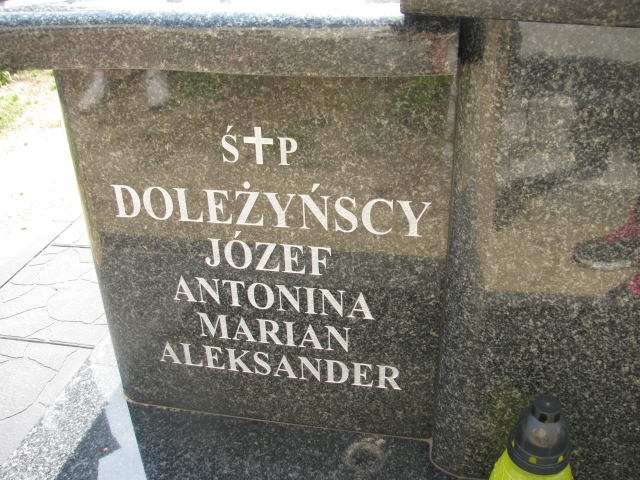 Ś✝P
DOLEŻYŃSCY
JÓZEF
ANTONINA
MARIAN
ALEKSANDER